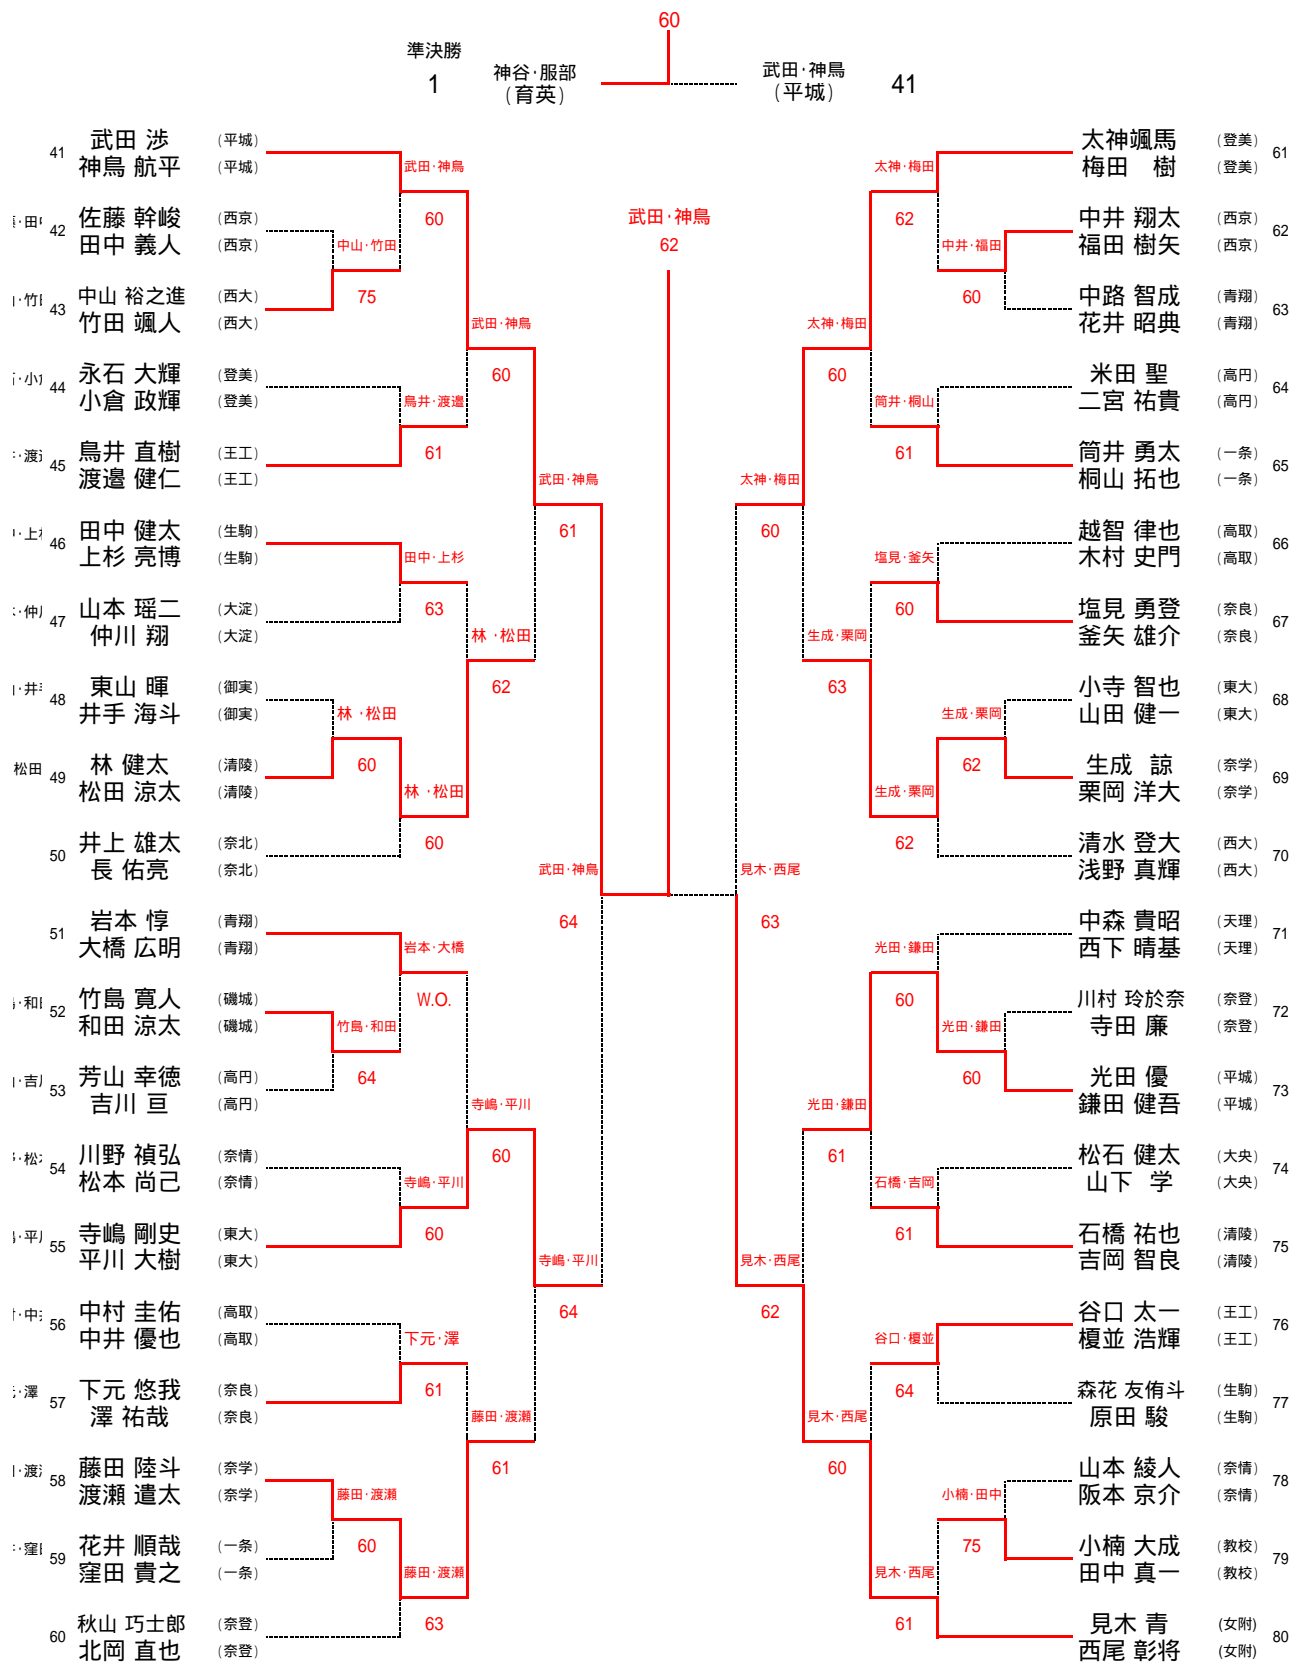 60
準決勝
1
神谷・服部
(育英)
武田・神鳥
(平城)
41
武田・神鳥
62
41
武田 渉 (平城)
神鳥 航平 (平城)
42
佐藤 幹峻 (西京)
田中 義人 (西京)
43
中山 裕之進 (西大)
竹田 颯人 (西大)
44
永石 大輝 (登美)
小倉 政輝 (登美)
45
鳥井 直樹 (王工)
渡邉 健仁 (王工)
46
田中 健太 (生駒)
上杉 亮博 (生駒)
47
山本 瑶二 (大淀)
仲川 翔 (大淀)
48
東山 暉 (御実)
井手 海斗 (御実)
松田
49
林 健太 (清陵)
松田 涼太 (清陵)
50
井上 雄太 (奈北)
長 佑亮 (奈北)
51
岩本 惇 (青翔)
大橋 広明 (青翔)
52
竹島 寛人 (磯城)
和田 涼太 (磯城)
53
芳山 幸徳 (高円)
吉川 亘 (高円)
54
川野 禎弘 (奈情)
松本 尚己 (奈情)
55
寺嶋 剛史 (東大)
平川 大樹 (東大)
56
中村 圭佑 (高取)
中井 優也 (高取)
57
下元 悠我 (奈良)
澤 祐哉 (奈良)
58
藤田 陸斗 (奈学)
渡瀬 遣太 (奈学)
59
花井 順哉 (一条)
窪田 貴之 (一条)
60
秋山 巧士郎 (奈登)
北岡 直也 (奈登)
武田・神鳥
60
中山・竹田
75
武田・神鳥
60
鳥井・渡邉
61
武田・神鳥
61
田中・上杉
63
林 ・松田
62
林 ・松田
60
林 ・松田
60
武田・神鳥
64
岩本・大橋
W.O.
竹島・和田
64
寺嶋・平川
60
寺嶋・平川
60
寺嶋・平川
64
下元・澤
61
藤田・渡瀬
61
藤田・渡瀬
60
藤田・渡瀬
63
太神・梅田
62
中井・福田
60
太神・梅田
60
筒井・桐山
61
太神・梅田
60
塩見・釜矢
60
生成・栗岡
63
生成・栗岡
62
生成・栗岡
62
見木・西尾
63
光田・鎌田
60
光田・鎌田
60
光田・鎌田
61
石橋・吉岡
61
見木・西尾
62
谷口・榎並
64
見木・西尾
60
小楠・田中
75
見木・西尾
61
太神颯馬 (登美)
梅田 樹 (登美)
61
中井 翔太 (西京)
福田 樹矢 (西京)
62
中路 智成 (青翔)
花井 昭典 (青翔)
63
米田 聖 (高円)
二宮 祐貴 (高円)
64
筒井 勇太 (一条)
桐山 拓也 (一条)
65
越智 律也 (高取)
木村 史門 (高取)
66
塩見 勇登 (奈良)
釜矢 雄介 (奈良)
67
小寺 智也 (東大)
山田 健一 (東大)
68
生成 諒 (奈学)
栗岡 洋大 (奈学)
69
清水 登大 (西大)
浅野 真輝 (西大)
70
中森 貴昭 (天理)
西下 晴基 (天理)
71
川村 玲於奈 (奈登)
寺田 廉 (奈登)
72
光田 優 (平城)
鎌田 健吾 (平城)
73
松石 健太 (大央)
山下 学 (大央)
74
石橋 祐也 (清陵)
吉岡 智良 (清陵)
75
谷口 太一 (王工)
榎並 浩輝 (王工)
76
森花 友侑斗 (生駒)
原田 駿 (生駒)
77
山本 綾人 (奈情)
阪本 京介 (奈情)
78
小楠 大成 (教校)
田中 真一 (教校)
79
見木 青 (女附)
西尾 彰将 (女附)
80